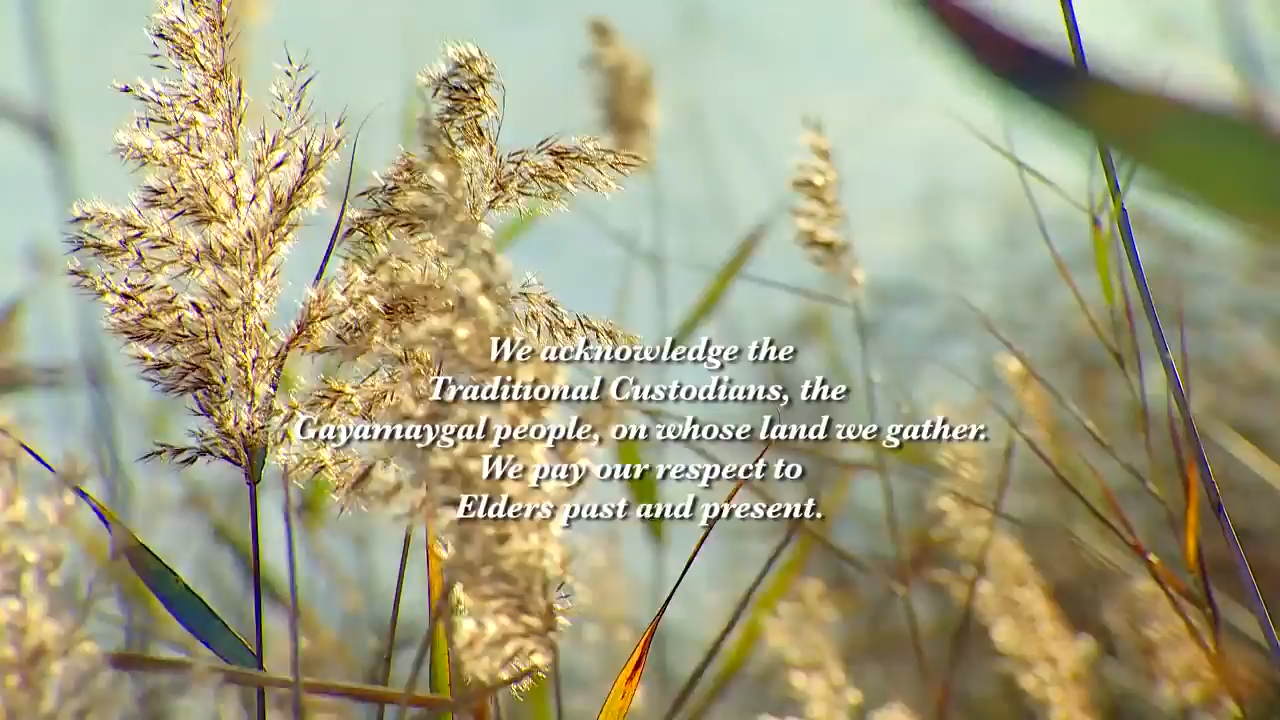 We acknowledge the
Traditional Custodians, the
Gayamaygal people, on whose land we gather.
We pay our respect to
Elders past and present.